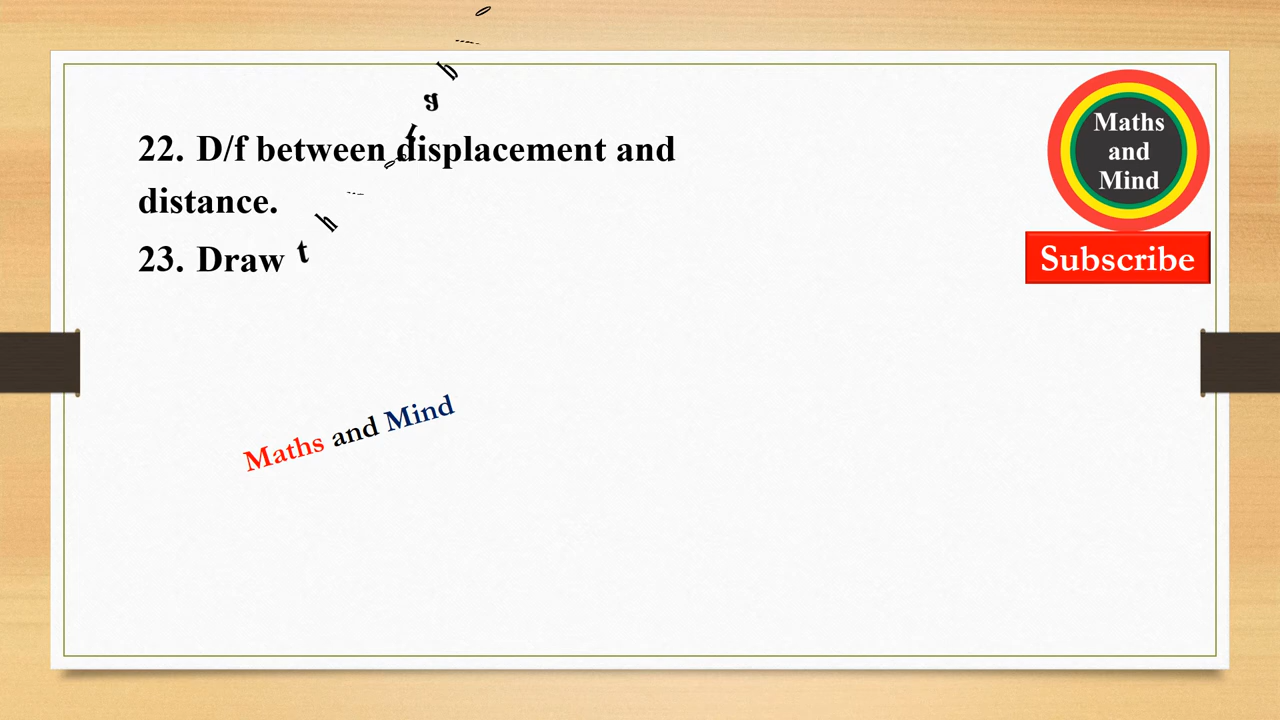 22. D/f between displacement and
distance.
23. Draw
Maths
and
Mind
Subscribe
Maths and Mind